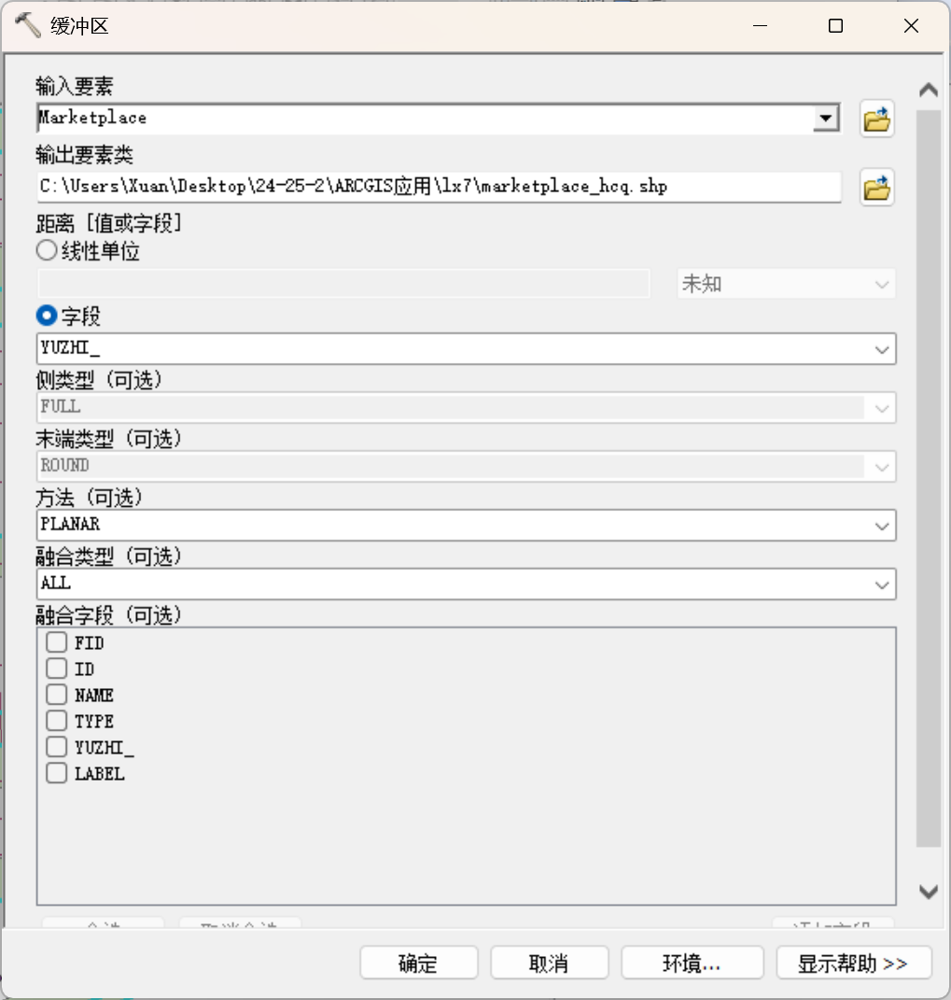 缓冲区
输入要素
Marketplace
输出要素类
C:\Users\Xuan\Desktop\24-25-2\ARCGIS应用\lx7\marketplace_hcq.shp
距离 [值或字段]
线性单位
未知
字段
YUZHI_
侧类型 (可选)
FULL
末端类型 (可选)
ROUND
方法 (可选)
PLANAR
融合类型 (可选)
ALL
融合字段 (可选)
FID
ID
NAME
TYPE
YUZHI_
LABEL
确定 取消 环境... 显示帮助 >>